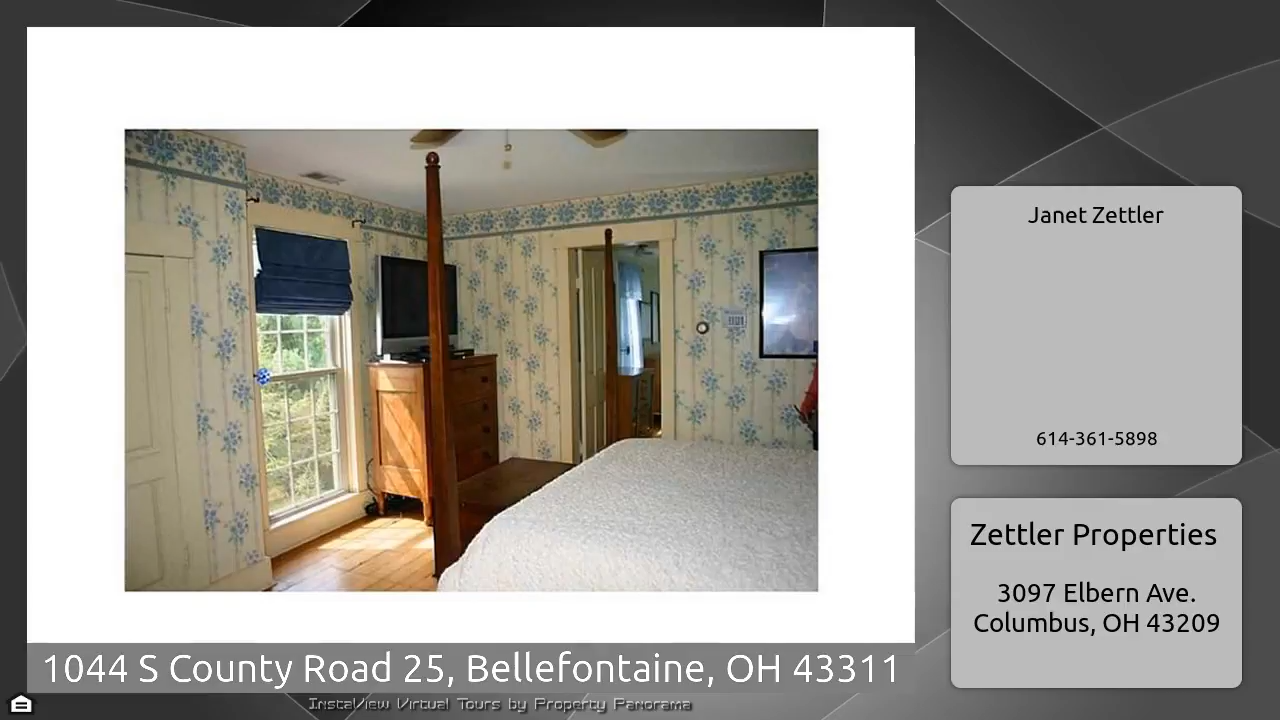 Janet Zettler
614-361-5898
Zettler Properties
3097 Elbern Ave.
Columbus, OH 43209
1044 S County Road 25, Bellefontaine, OH 43311
InstaView Virtual Tours by Property Panorama